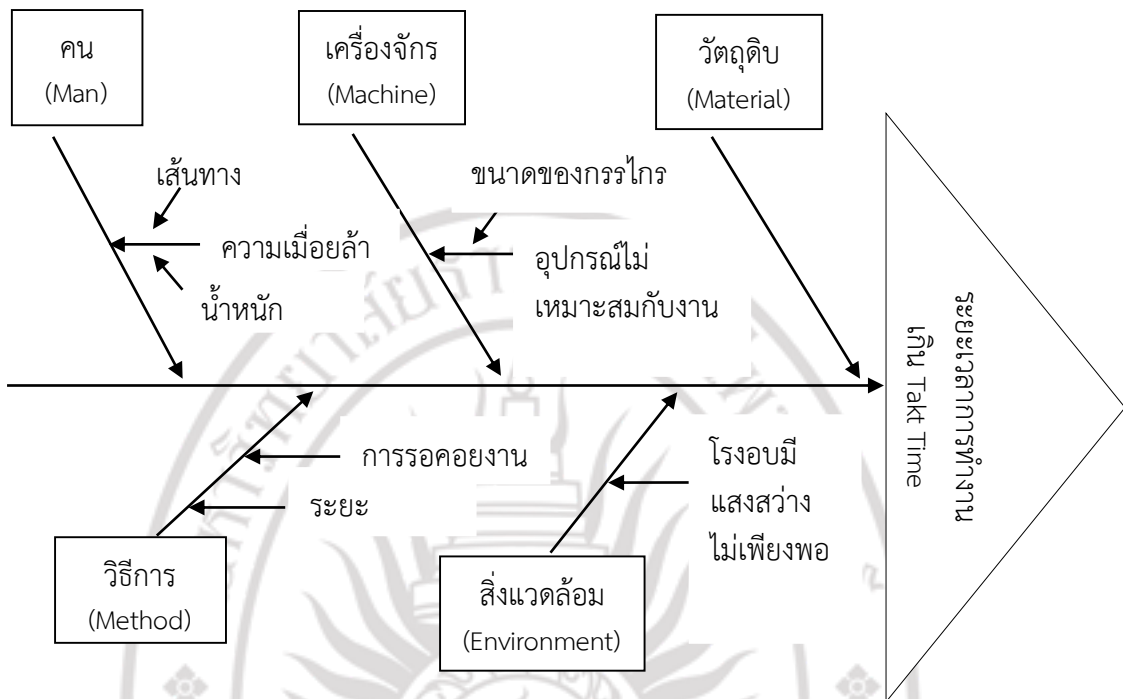 คน
(Man)
เครื่องจักร
(Machine)
วัตถุดิบ
(Material)
เส้นทาง
ความเมื่อยล้า
น้ำหนัก
ขนาดของกรรไกร
อุปกรณ์ไม่
เหมาะสมกับงาน
ระยะเวลาการทำงาน
เกิน Takt Time
การรอคอยงาน
ระยะ
โรงอบมี
แสงสว่าง
ไม่เพียงพอ
วิธีการ
(Method)
สิ่งแวดล้อม
(Environment)